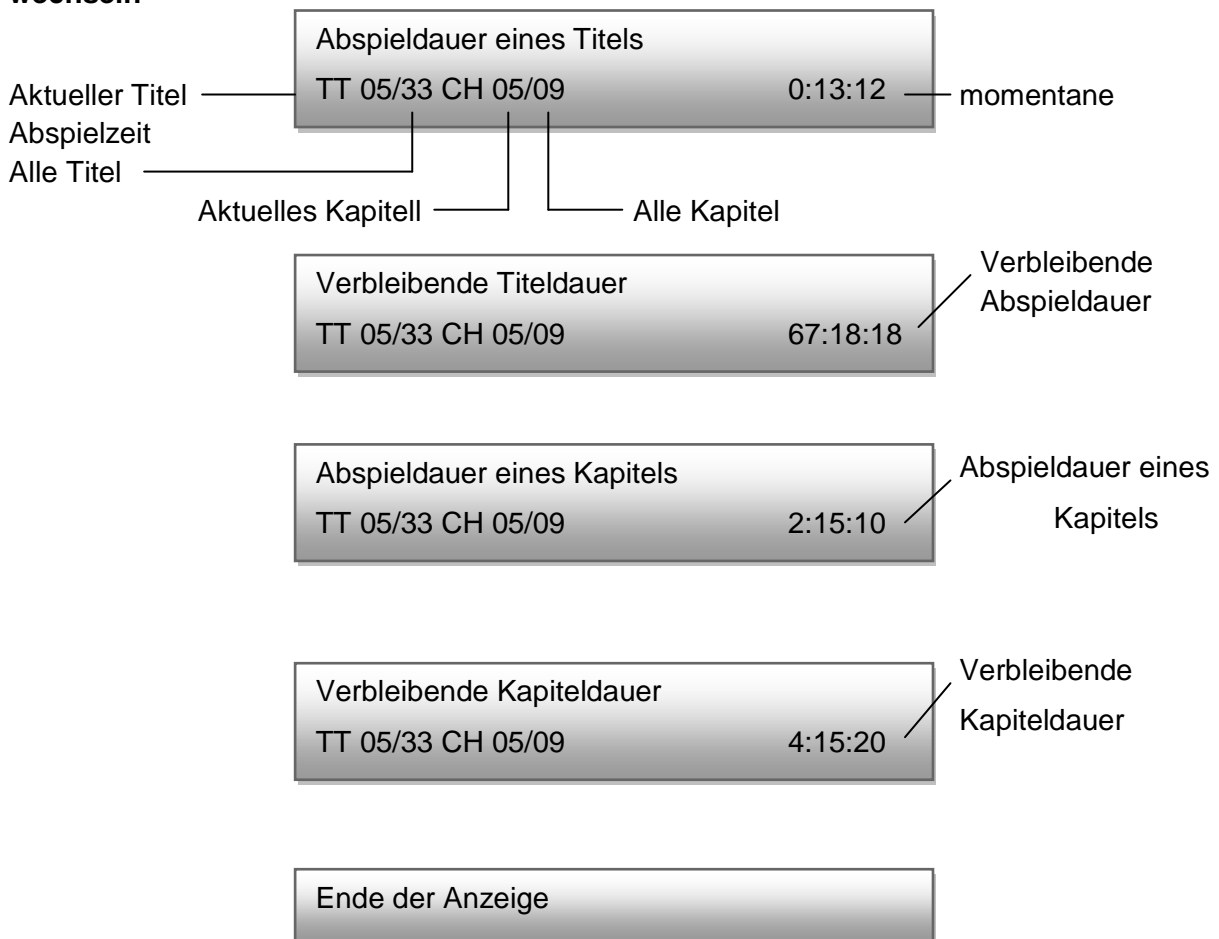 wechseln
Abspieldauer eines Titels
TT 05/33 CH 05/09 0:13:12
Aktueller Titel
momentane
Abspielzeit
Alle Titel
Aktuelles Kapitell
Alle Kapitel
Verbleibende Titeldauer
TT 05/33 CH 05/09 67:18:18
Verbleibende
Abspieldauer
Abspieldauer eines Kapitels
TT 05/33 CH 05/09 2:15:10
Abspieldauer eines
Kapitels
Verbleibende Kapiteldauer
TT 05/33 CH 05/09 4:15:20
Verbleibende
Kapiteldauer
Ende der Anzeige